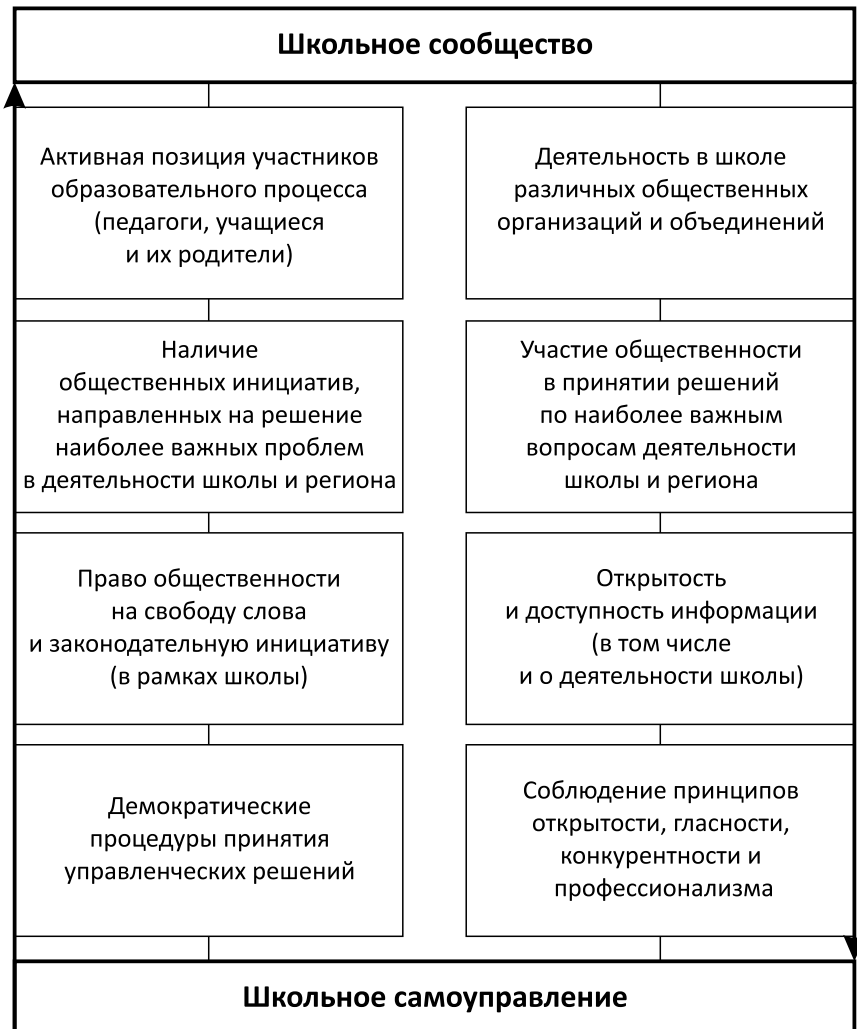 Школьное сообщество
Активная позиция участников
образовательного процесса
(педагоги, учащиеся
и их родители)
Деятельность в школе
различных общественных
организаций и объединений
Наличие
общественных инициатив,
направленных на решение
наиболее важных проблем
в деятельности школы и региона
Участие общественности
в принятии решений
по наиболее важным
вопросам деятельности
школы и региона
Право общественности
на свободу слова
и законодательную инициативу
(в рамках школы)
Открытость
и доступность информации
(в том числе
и о деятельности школы)
Демократические
процедуры принятия
управленческих решений
Соблюдение принципов
открытости, гласности,
конкурентности и
профессионализма
Школьное самоуправление